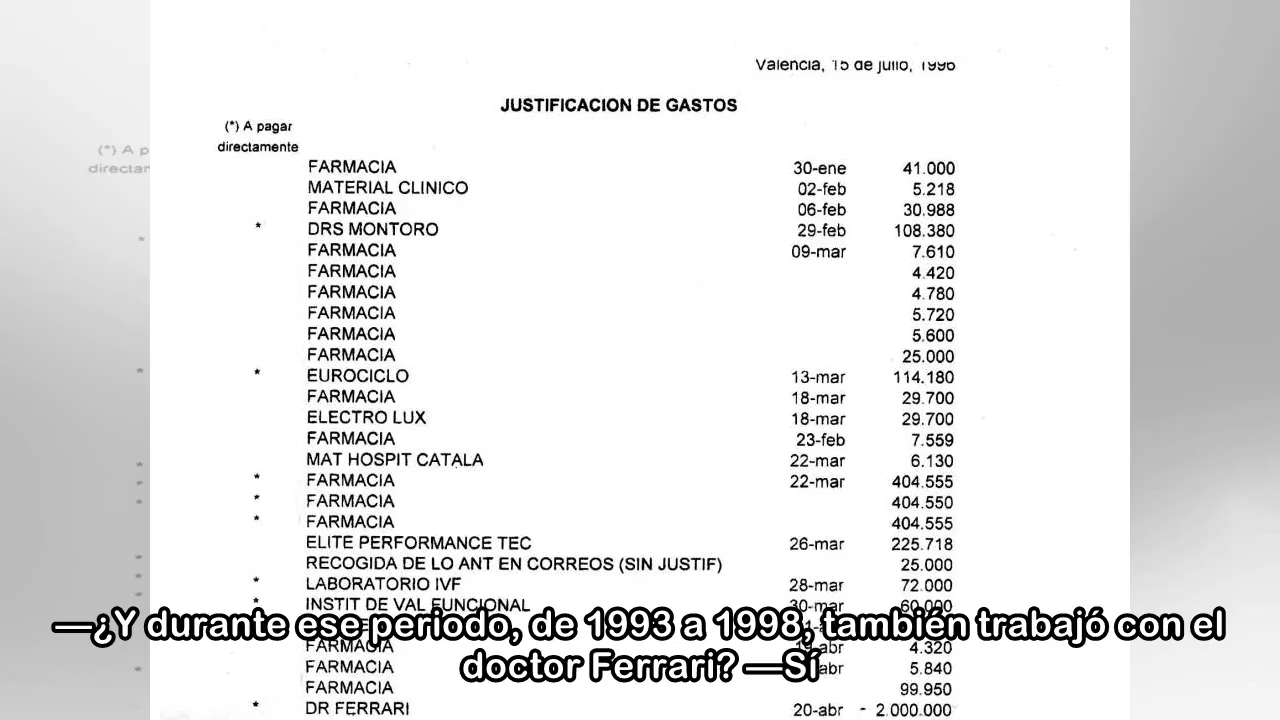 Valencia, 15 de julio, 1996
JUSTIFICACION DE GASTOS
(*) A pagar
directamente
FARMACIA 30-ene 41.000
MATERIAL CLINICO 02-feb 5.218
FARMACIA 06-feb 30.988
* DRS MONTORO 29-feb 108.380
FARMACIA 09-mar 7.610
FARMACIA 4.420
FARMACIA 4.780
FARMACIA 5.720
FARMACIA 5.600
FARMACIA 25.000
* EUROCICLO 13-mar 114.180
FARMACIA 18-mar 29.700
ELECTRO LUX 18-mar 29.700
FARMACIA 23-feb 7.559
MAT HOSPIT CATALA 22-mar 6.130
* FARMACIA 22-mar 404.555
* FARMACIA 404.550
* FARMACIA 404.555
ELITE PERFORMANCE TEC 26-mar 225.718
RECOGIDA DE LO ANT EN CORREOS (SIN JUSTIF) 25.000
* LABORATORIO IVF 28-mar 72.000
* INSTIT DE VAL FUNCIONAL 30-mar 60.000
—¿Y durante ese periodo, de 1993 a 1998, también trabajó con el
FARMACIA 19-abr 4.320
doctor Ferrari? —Sí
FARMACIA abr 5.840
FARMACIA 99.950
* DR FERRARI 20-abr - 2.000.000